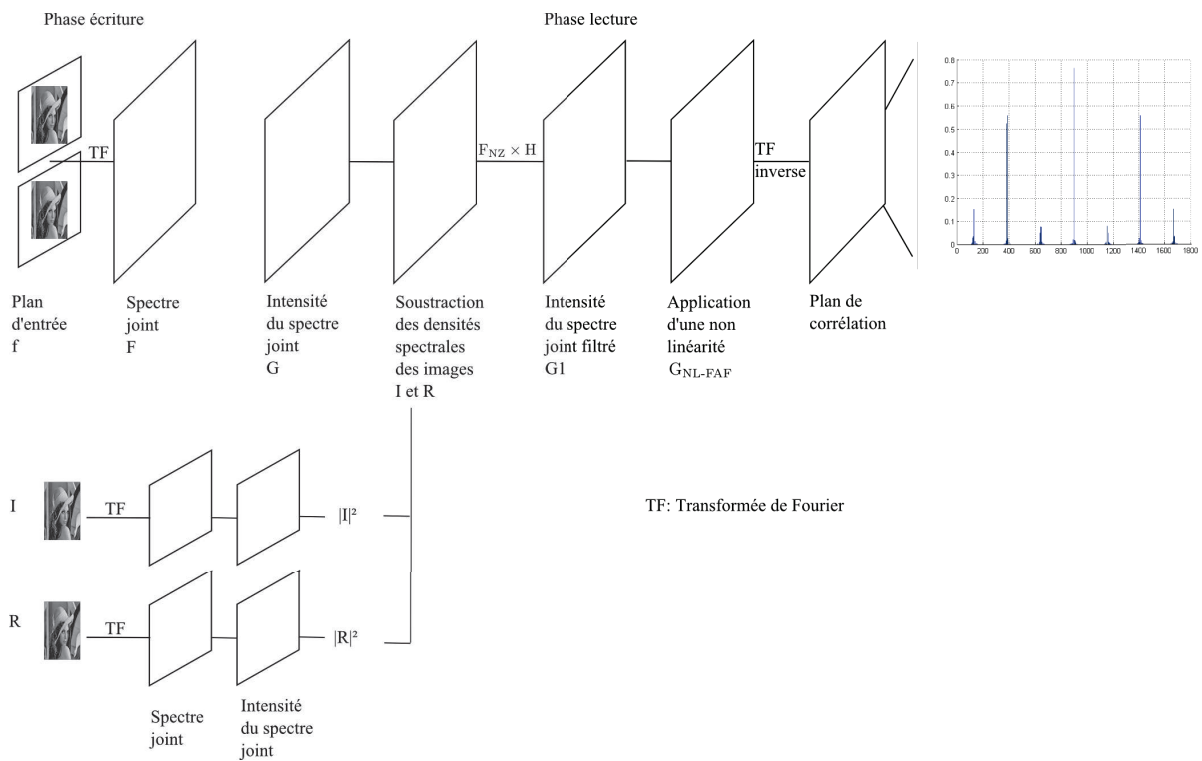 Phase écriture
Phase lecture
TF
F_NZ × H
TF
inverse
Plan
d'entrée
f
Spectre
joint
F
Intensité
du spectre
joint
G
Soustraction
des densités
spectrales
des images
I et R
Intensité
du spectre
joint filtré
G1
Application
d'une non
linéarité
G_NL-FAF
Plan de
corrélation
0.8
0.7
0.6
0.5
0.4
0.3
0.2
0.1
0
0 200 400 600 800 1000 1200 1400 1600 1800
I
TF
|I|²
TF: Transformée de Fourier
R
TF
|R|²
Spectre
joint
Intensité
du spectre
joint